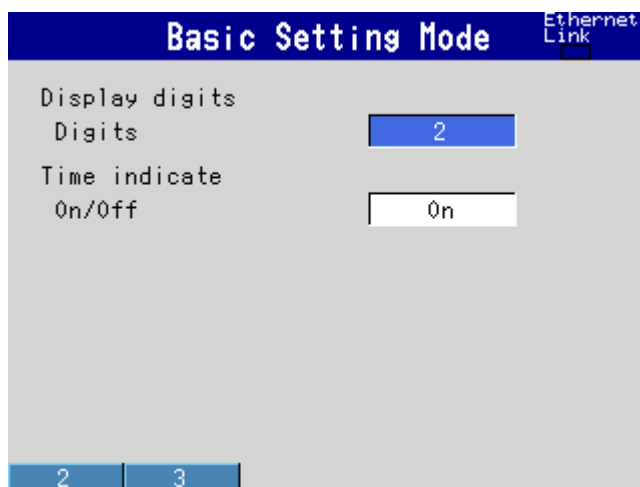 Basic Setting Mode
Ethernet
Link
Display digits
Digits 2
Time indicate
On/Off On
2 3